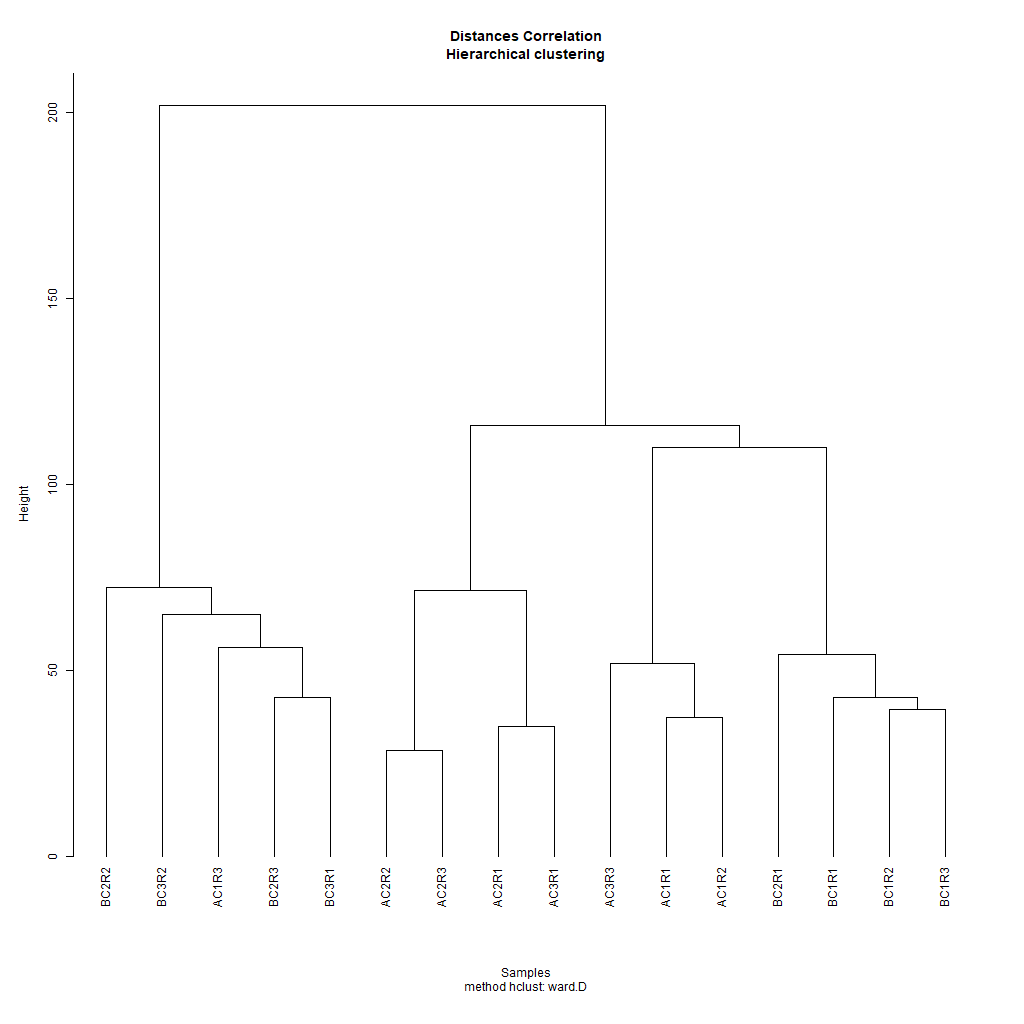 Distances Correlation
Hierarchical clustering
Height
200
150
100
50
0
BC2R2
BC3R2
AC1R3
BC2R3
BC3R1
AC2R2
AC2R3
AC2R1
AC3R1
AC3R3
AC1R1
AC1R2
BC2R1
BC1R1
BC1R2
BC1R3
Samples
method hclust: ward.D